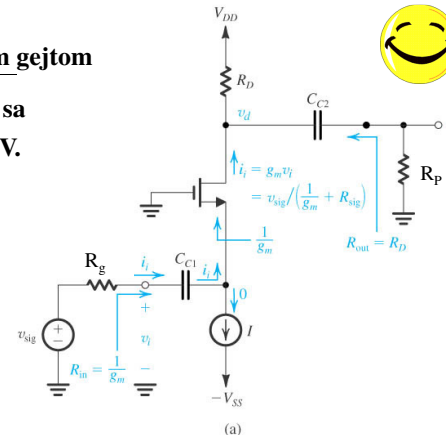 gejtom
sa
V.
V_DD
R_D
C_C2
v_d
i_i = g_m v_i
= v_sig/(1/g_m + R_sig)
R_P
1/g_m
R_out = R_D
R_g
i_i
C_C1
i_i
0
+
v_sig
+
−
v_i
I
R_in = 1/g_m
−
−V_SS
(a)